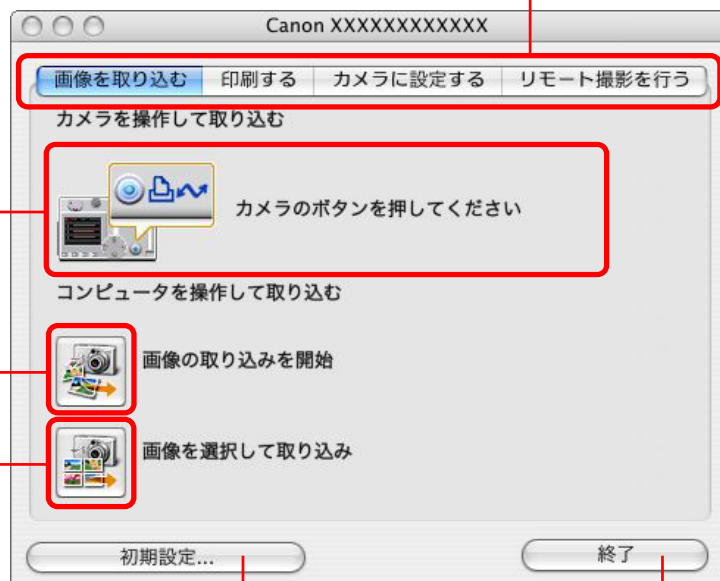 Canon XXXXXXXXXXXX
画像を取り込む 印刷する カメラに設定する リモート撮影を行う
カメラを操作して取り込む
カメラのボタンを押してください
コンピュータを操作して取り込む
画像の取り込みを開始
画像を選択して取り込み
初期設定... 終了